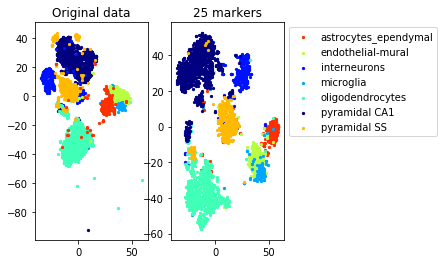 Original data
25 markers
40
20
0
−20
−40
−60
−80
0
50
40
20
0
−20
−40
−60
0
50
astrocytes_ependymal
endothelial-mural
interneurons
microglia
oligodendrocytes
pyramidal CA1
pyramidal SS